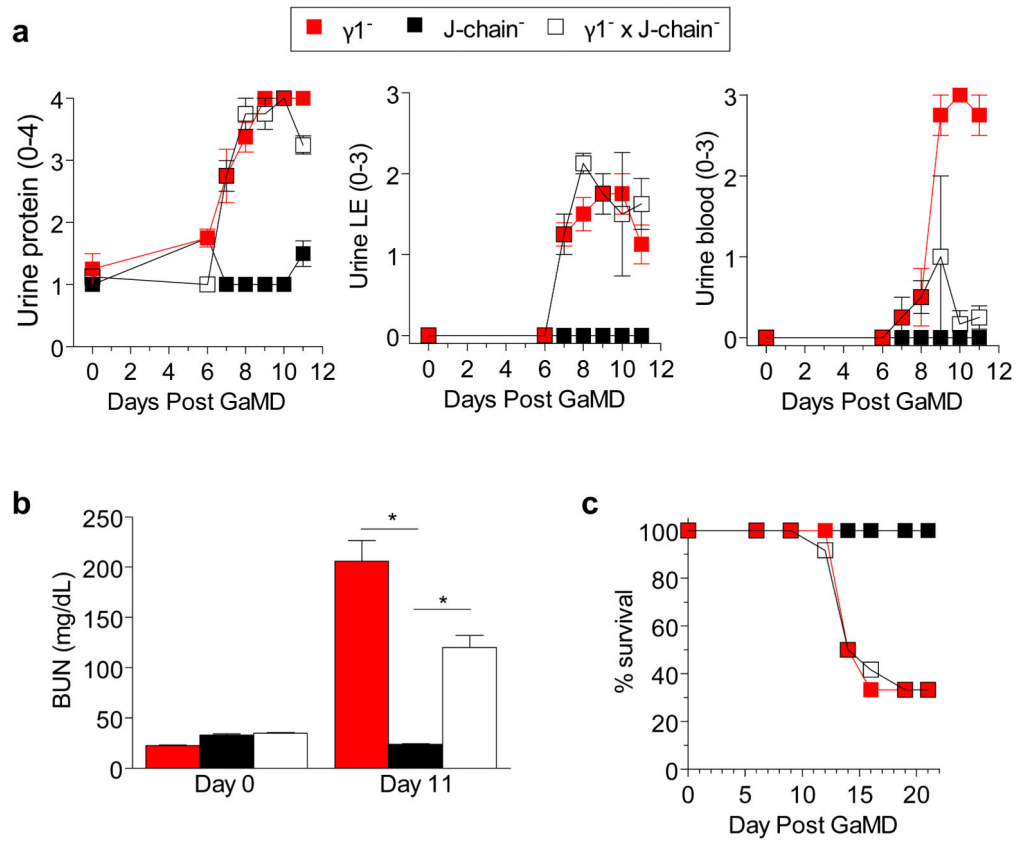 a
γ1⁻ J-chain⁻ γ1⁻ x J-chain⁻
Urine protein (0-4)
4
3
2
1
0
0 2 4 6 8 10 12
Days Post GaMD
Urine LE (0-3)
3
2
1
0
0 2 4 6 8 10 12
Days Post GaMD
Urine blood (0-3)
3
2
1
0
0 2 4 6 8 10 12
Days Post GaMD
b
BUN (mg/dL)
250
200
150
100
50
0
*
*
Day 0 Day 11
c
% survival
100
80
60
40
20
0
0 5 10 15 20
Day Post GaMD